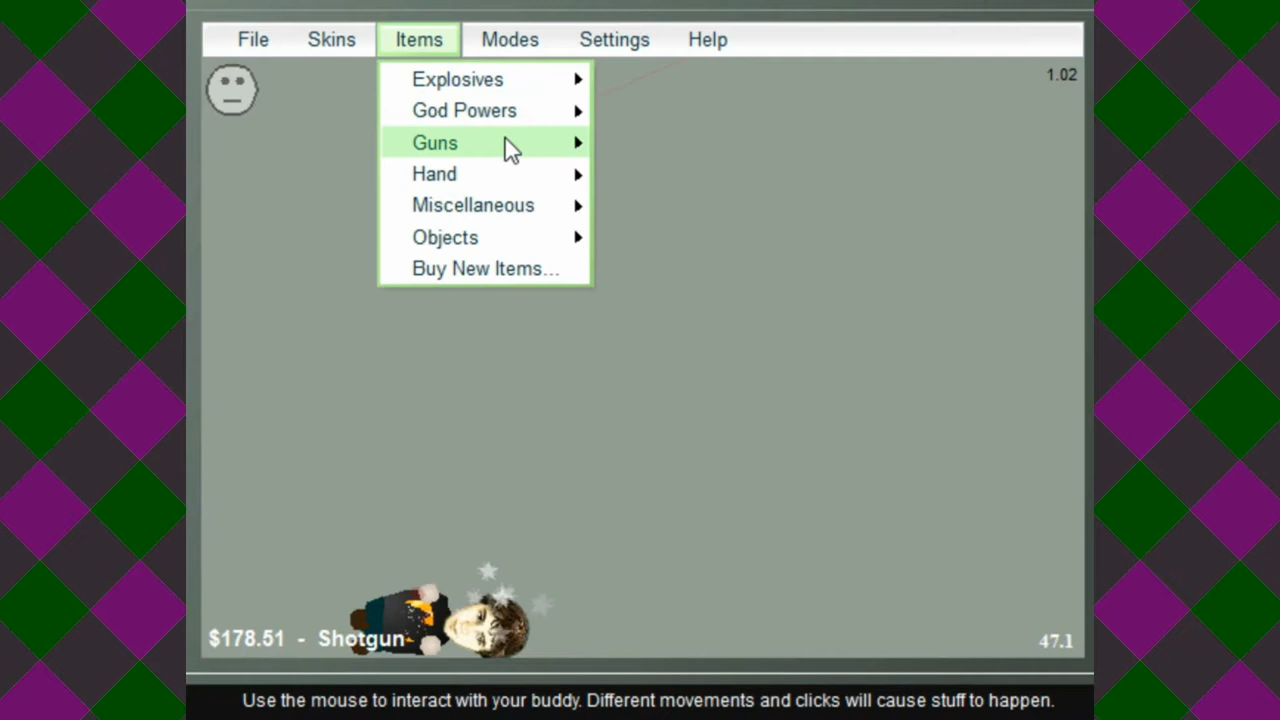 File Skins Items Modes Settings Help
1.02
Explosives
God Powers
Guns
Hand
Miscellaneous
Objects
Buy New Items...
$178.51 - Shotgun
47.1
Use the mouse to interact with your buddy. Different movements and clicks will cause stuff to happen.